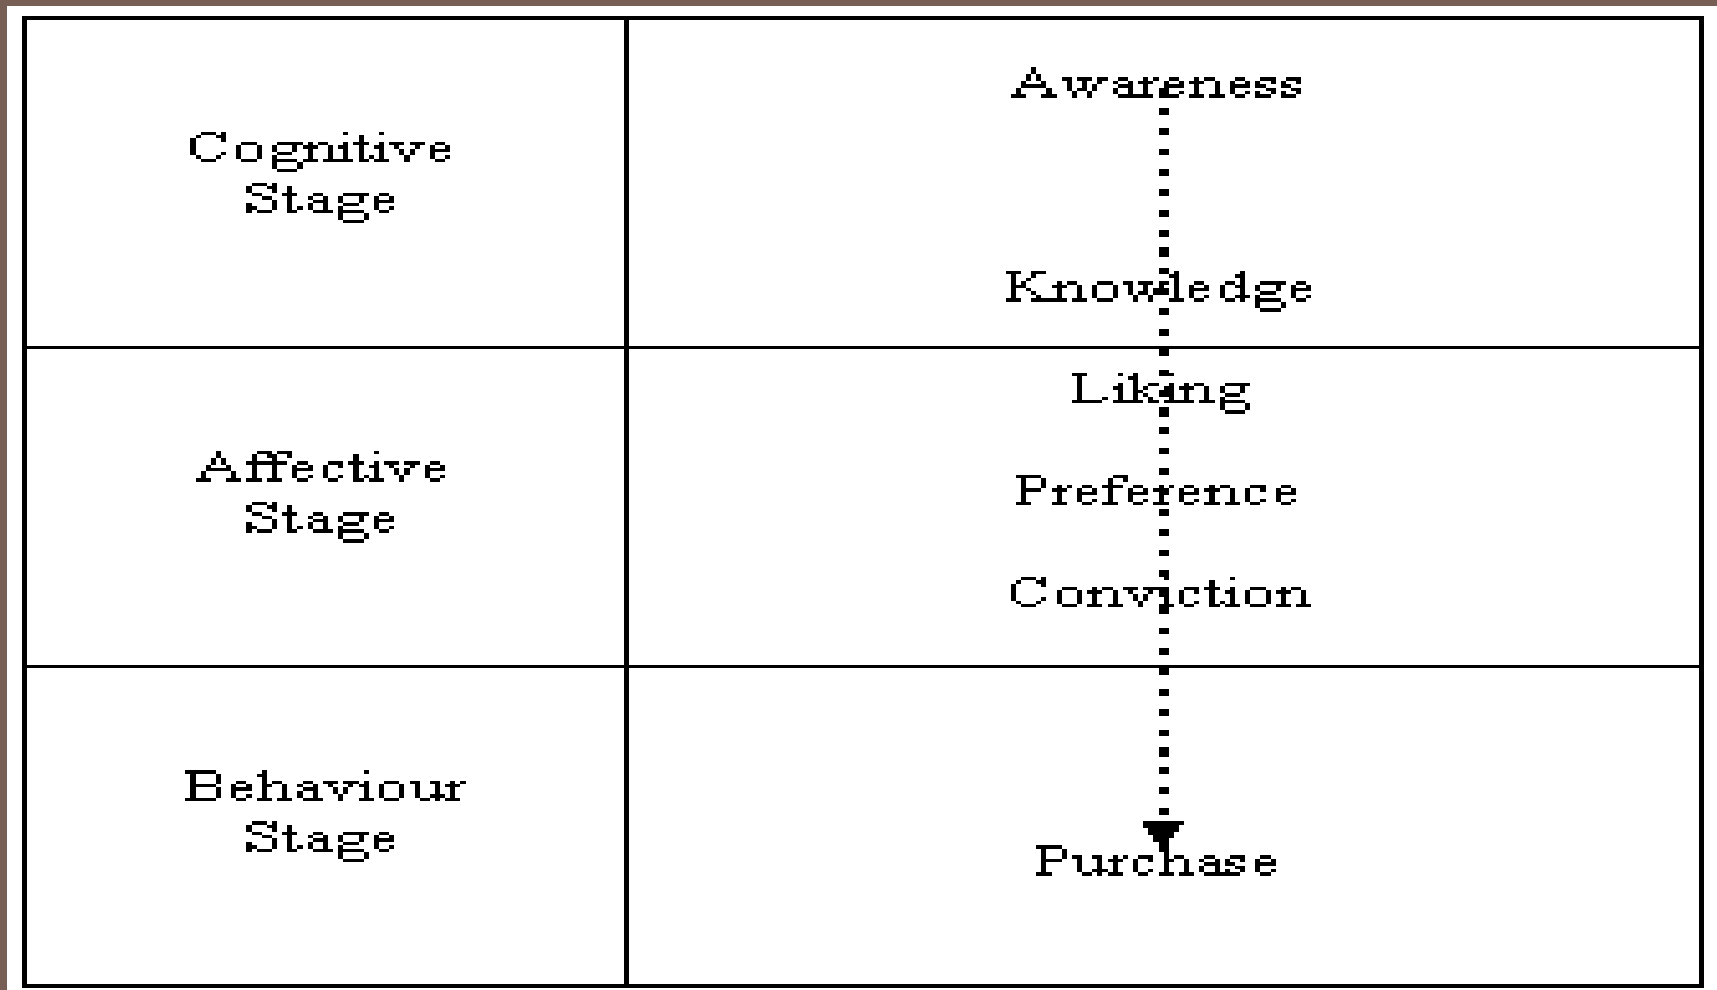 Cognitive
Stage
Awareness
Knowledge
Affective
Stage
Liking
Preference
Conviction
Behaviour
Stage
Purchase